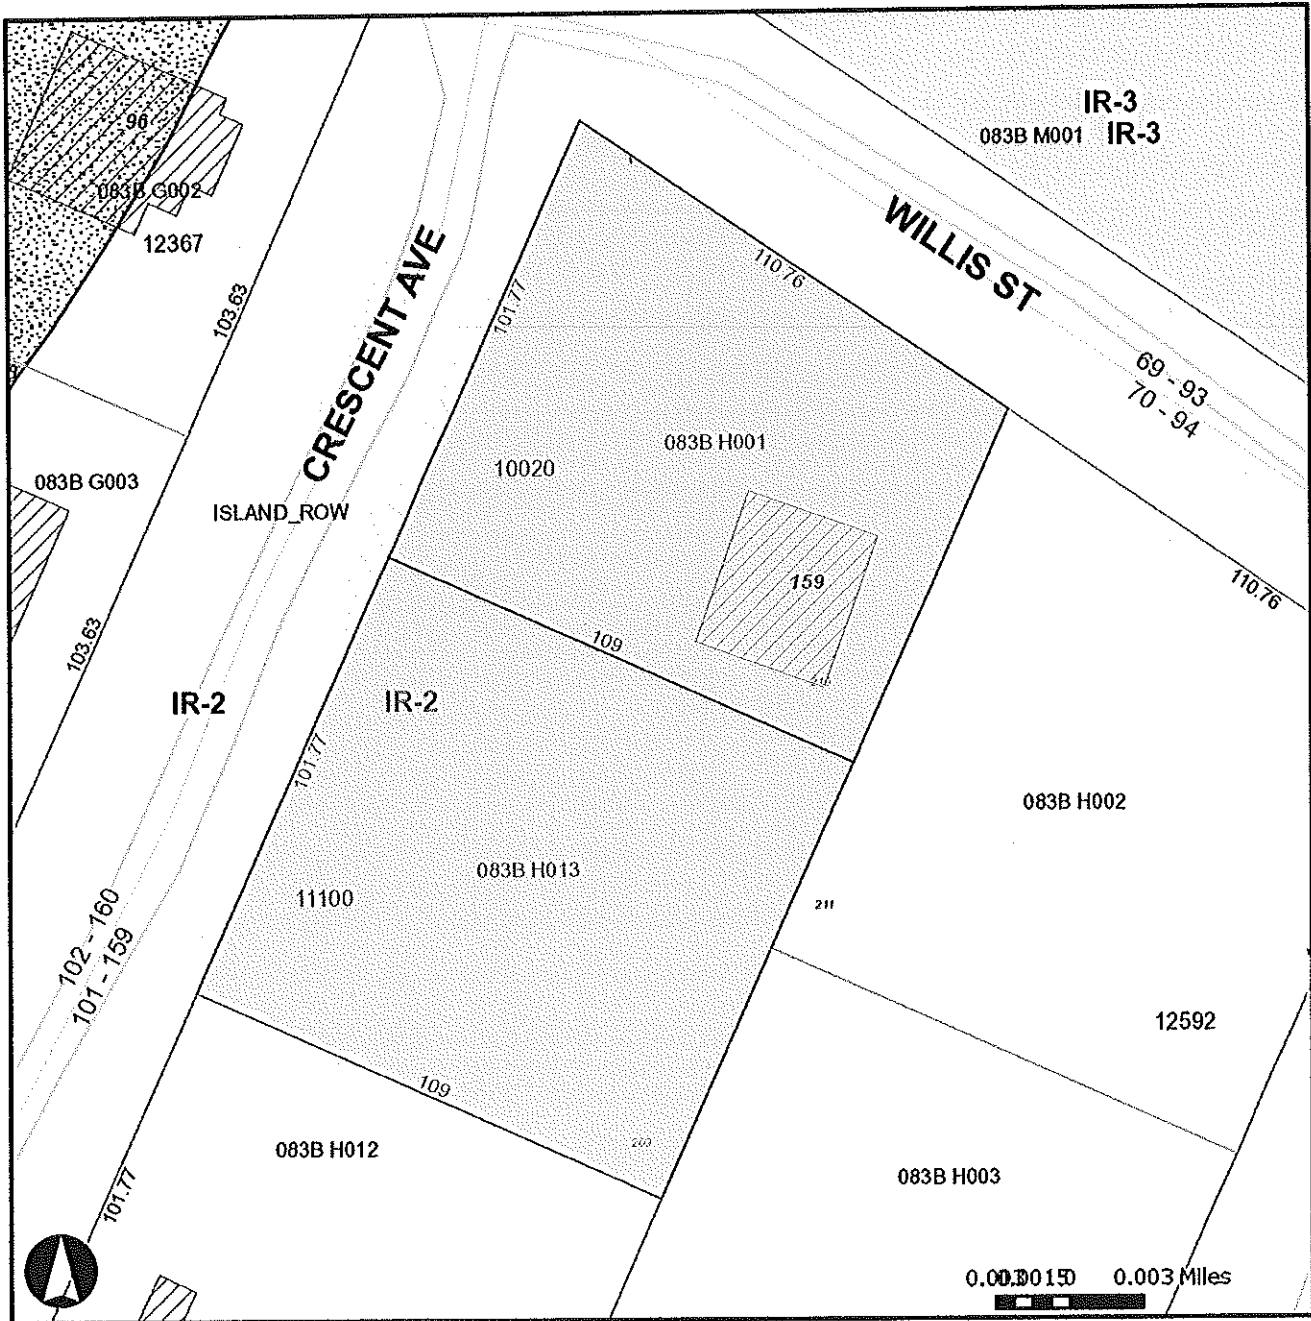 IR-3
083B M001 IR-3
96
083B G002
12367
WILLIS ST
110.76
CRESCENT AVE
101.77
103.63
69 - 93
70 - 94
083B H001
10020
083B G003
ISLAND_ROW
159
110.76
109
103.63
IR-2
IR-2
101.77
083B H002
083B H013
11100
211
102 - 160
101 - 159
12592
109
083B H012
083B H003
101.77
0.003 Miles